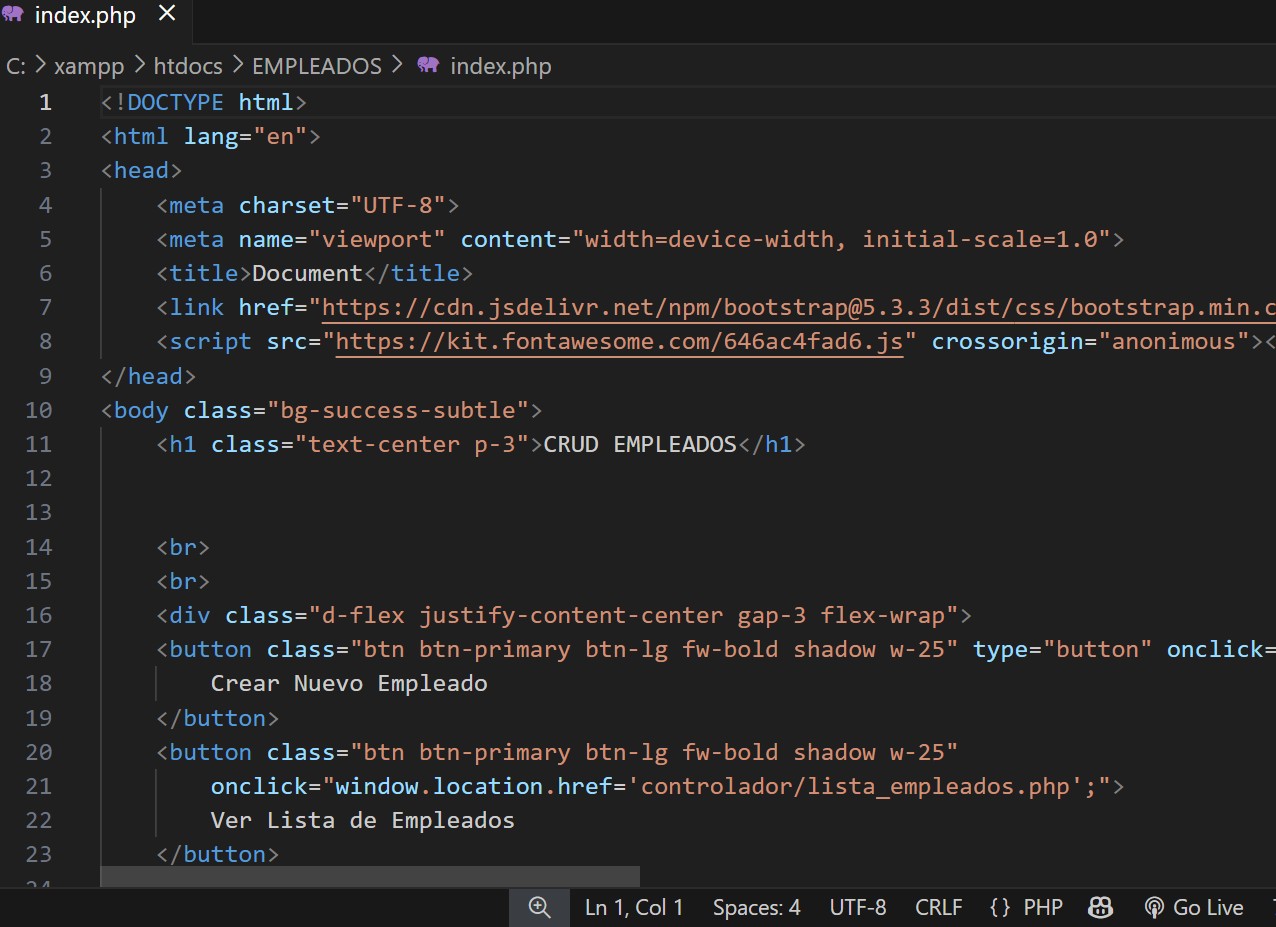 index.php
C: > xampp > htdocs > EMPLEADOS > index.php
1 <!DOCTYPE html>
2 <html lang="en">
3 <head>
4 <meta charset="UTF-8">
5 <meta name="viewport" content="width=device-width, initial-scale=1.0">
6 <title>Document</title>
7 <link href="https://cdn.jsdelivr.net/npm/bootstrap@5.3.3/dist/css/bootstrap.min.c
8 <script src="https://kit.fontawesome.com/646ac4fad6.js" crossorigin="anonimous"><
9 </head>
10 <body class="bg-success-subtle">
11 <h1 class="text-center p-3">CRUD EMPLEADOS</h1>
12
13
14 <br>
15 <br>
16 <div class="d-flex justify-content-center gap-3 flex-wrap">
17 <button class="btn btn-primary btn-lg fw-bold shadow w-25" type="button" onclick=
18 Crear Nuevo Empleado
19 </button>
20 <button class="btn btn-primary btn-lg fw-bold shadow w-25"
21 onclick="window.location.href='controlador/lista_empleados.php';">
22 Ver Lista de Empleados
23 </button>
24
Ln 1, Col 1 Spaces: 4 UTF-8 CRLF {} PHP Go Live